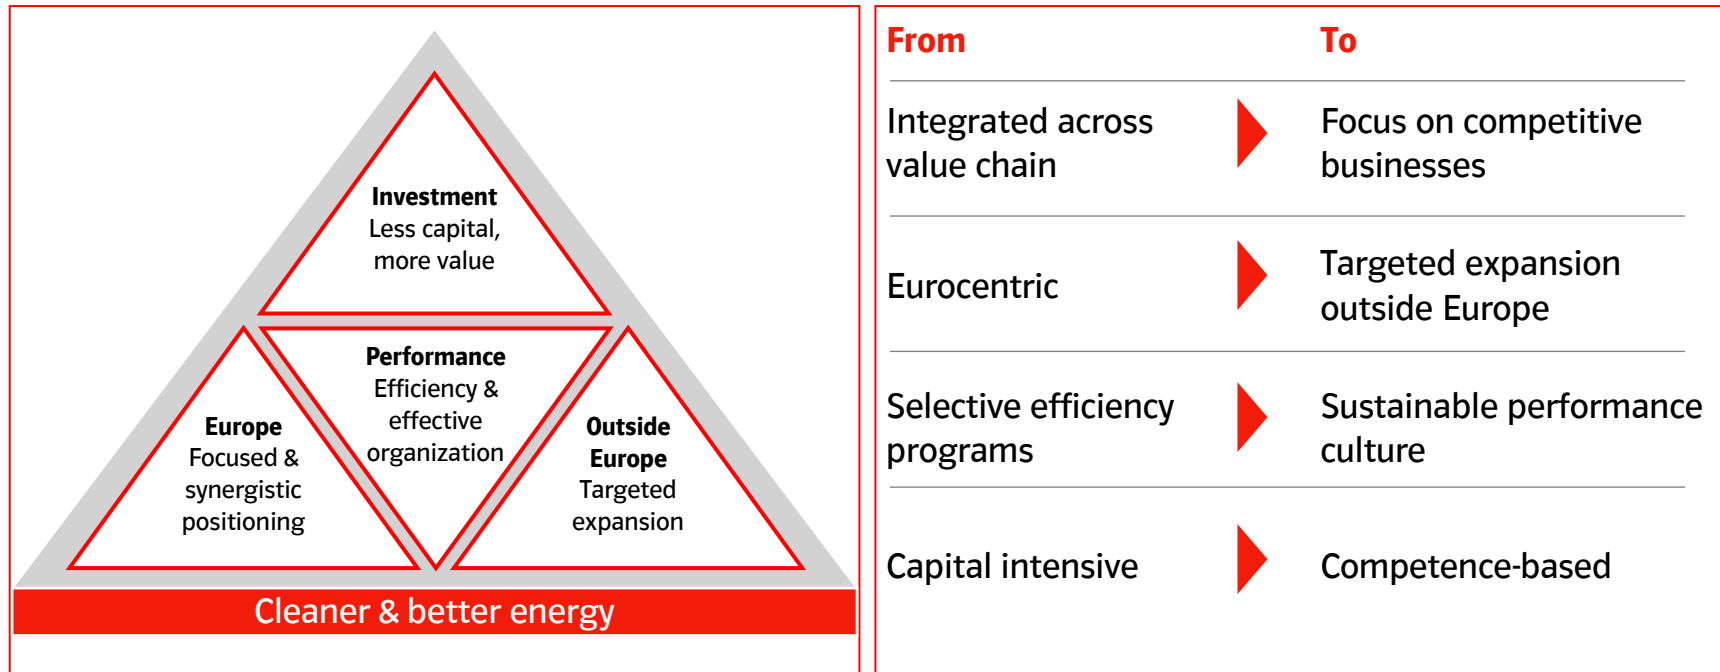 Investment
Less capital,
more value
Performance
Efficiency &
effective
organization
Europe
Focused &
synergistic
positioning
Outside
Europe
Targeted
expansion
Cleaner & better energy
From
To
Integrated across
value chain
Focus on competitive
businesses
Eurocentric
Targeted expansion
outside Europe
Selective efficiency
programs
Sustainable performance
culture
Capital intensive
Competence-based